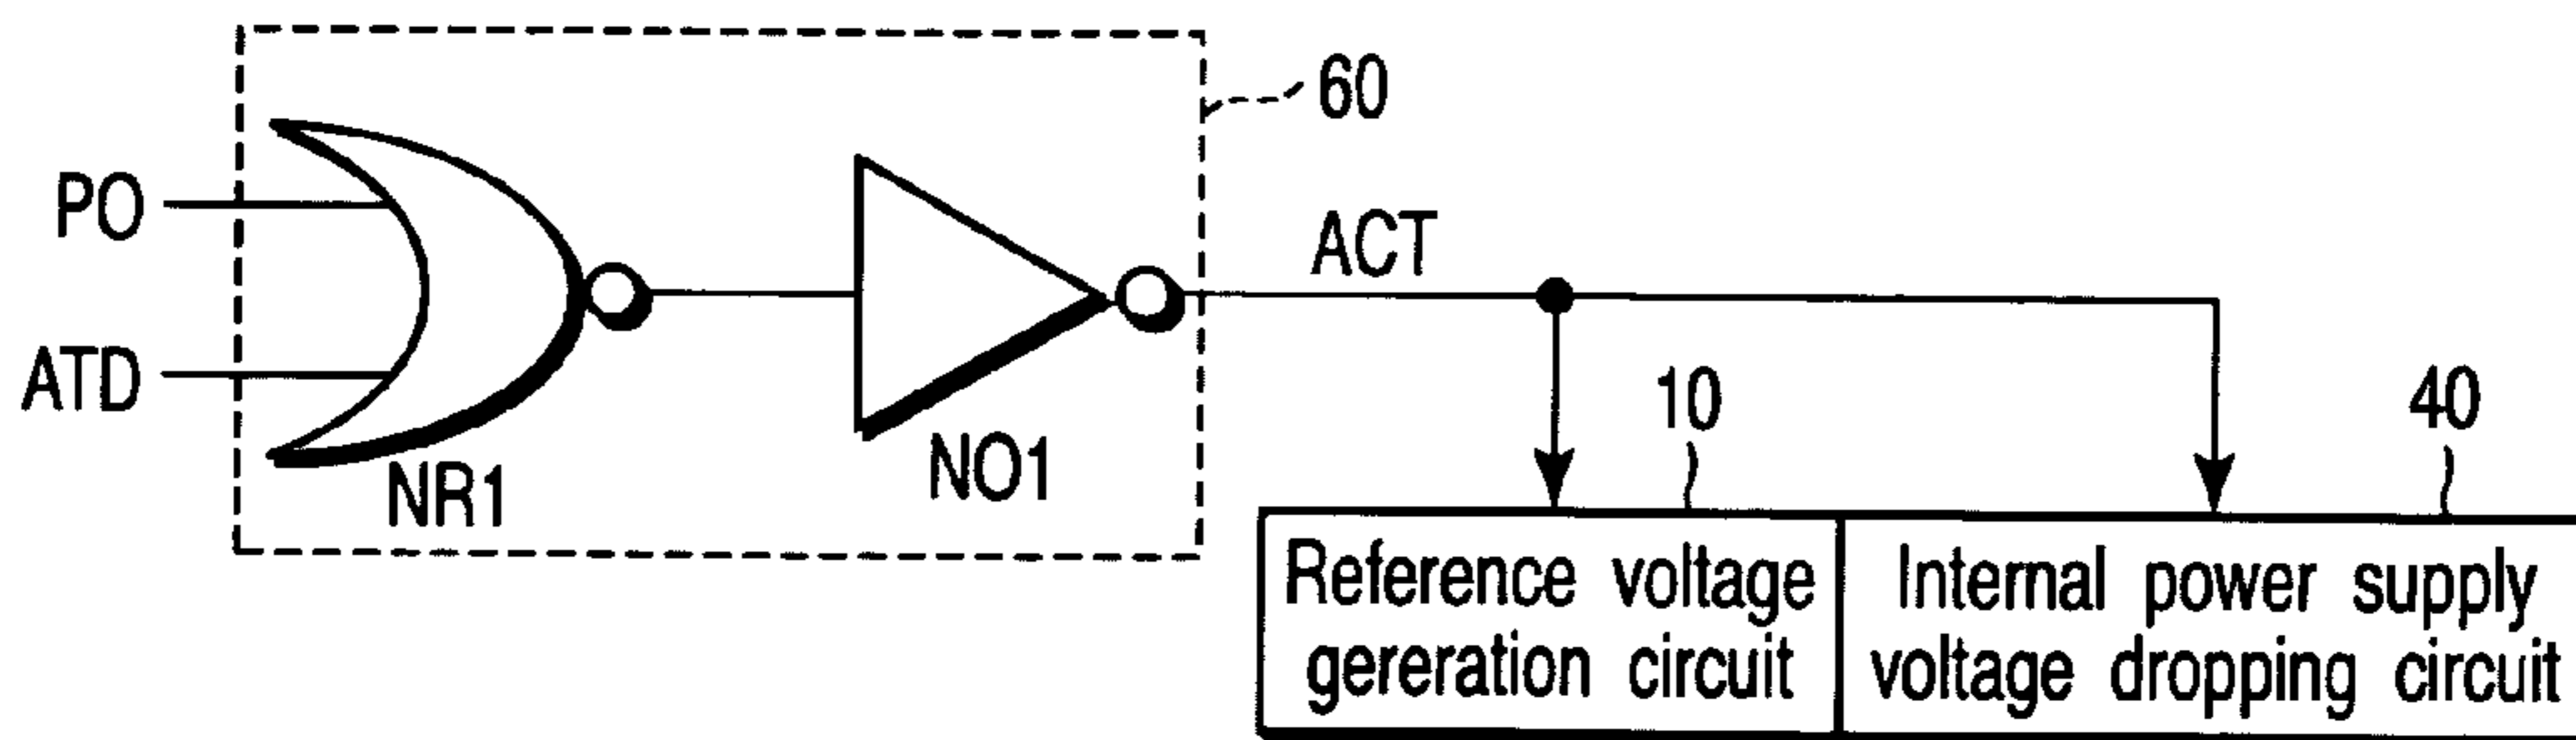 60
PO
ACT
ATD
NR1
NO1
10
40
Reference voltage
gereration circuit
Internal power supply
voltage dropping circuit